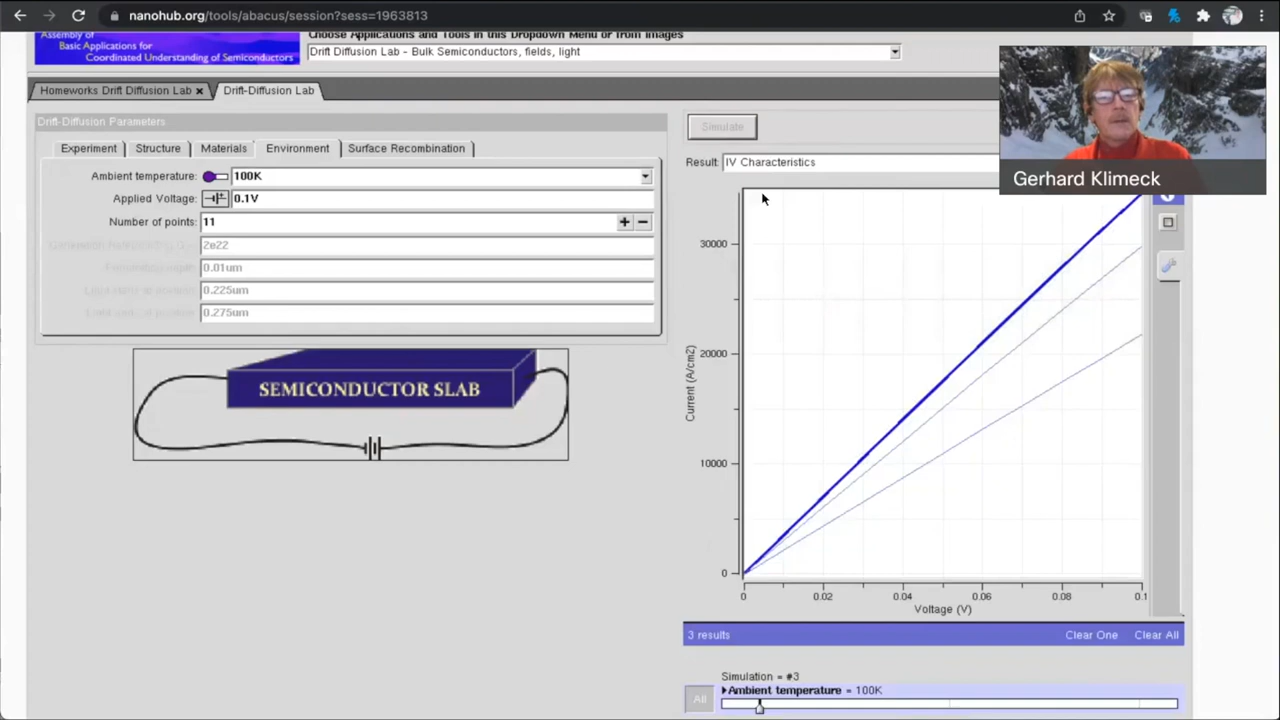 nanohub.org/tools/abacus/session?sess=1963813
Assembly of
Basic Applications for
Coordinated Understanding of Semiconductors
Choose Applications and Tools in this Dropdown Menu or from Images
Drift Diffusion Lab - Bulk Semiconductors, fields, light
Homeworks Drift Diffusion Lab ×
Drift-Diffusion Lab
Drift-Diffusion Parameters
Experiment Structure Materials Environment Surface Recombination
Ambient temperature: 100K
Applied Voltage: 0.1V
Number of points: 11
2e22
0.01um
0.225um
0.275um
SEMICONDUCTOR SLAB
Simulate
Result: IV Characteristics
Gerhard Klimeck
30000
20000
10000
0
Current (A/cm2)
0 0.02 0.04 0.06 0.08 0.1
Voltage (V)
3 results Clear One Clear All
Simulation = #3
All
Ambient temperature = 100K